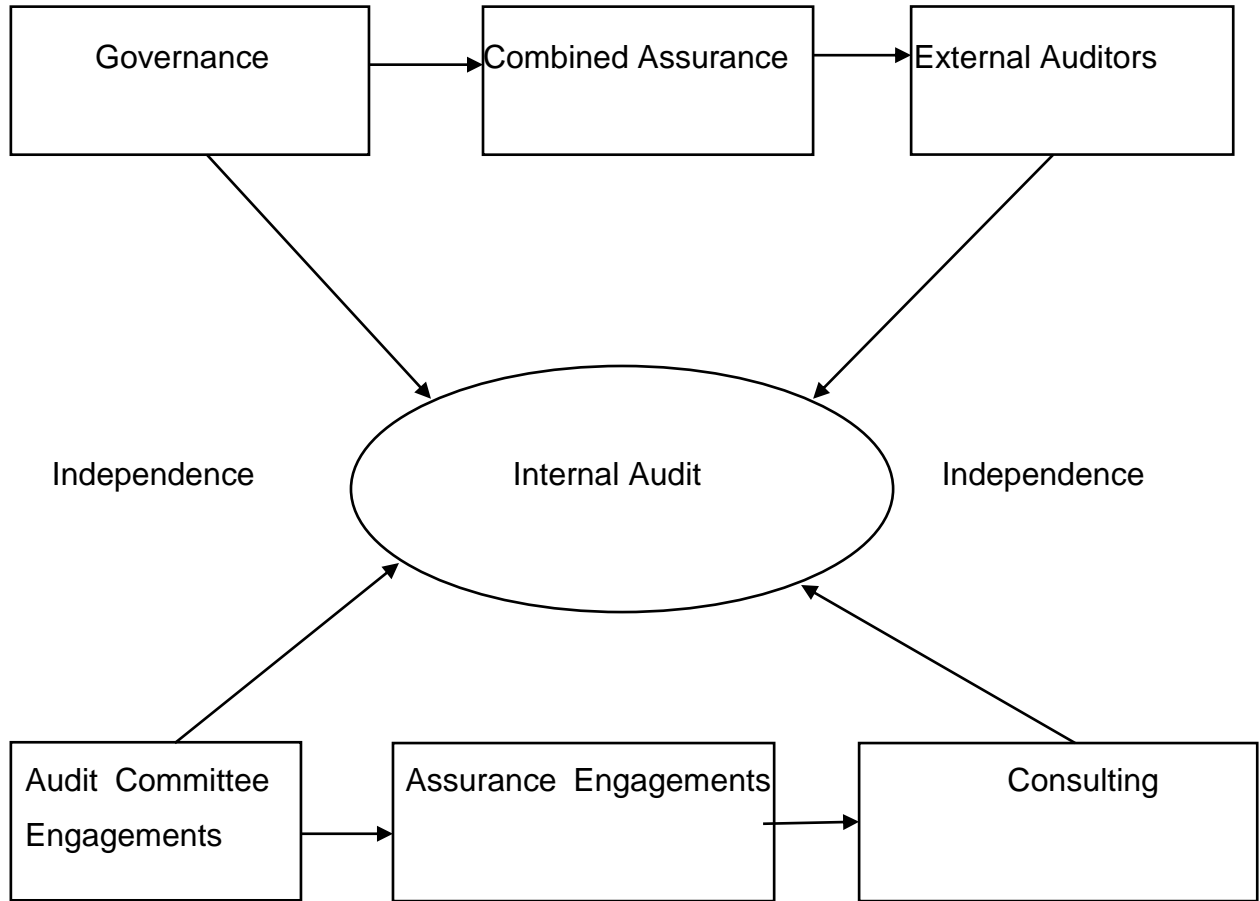 Governance
Combined Assurance
External Auditors
Independence
Internal Audit
Independence
Audit Committee
Engagements
Assurance Engagements
Consulting